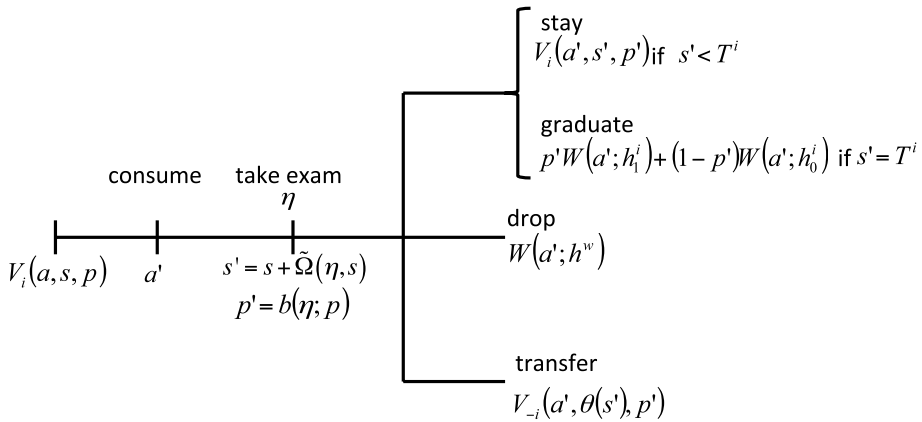 stay
V_i(a',s',p') if s'< T^i
graduate
p'W(a';h_1^i)+(1-p')W(a';h_0^i) if s'= T^i
consume take exam
η
drop
W(a';h^w)
V_i(a,s,p) a' s'= s+Ω̃(η,s)
p'= b(η;p)
transfer
V_{-i}(a',θ(s'),p')